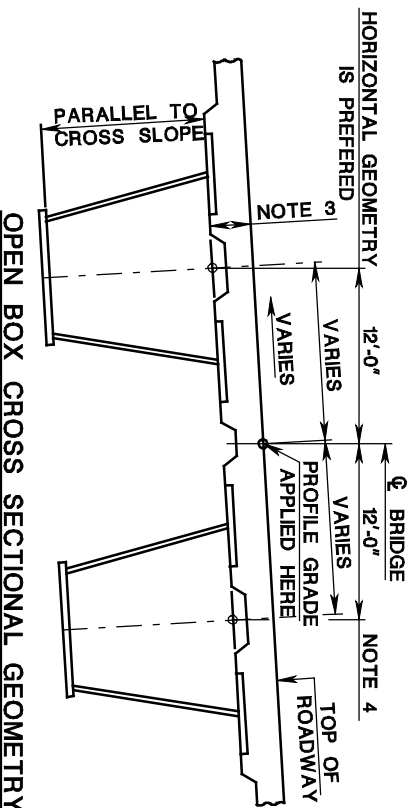 HORIZONTAL GEOMETRY
IS PREFERED
12'-0"
℄ BRIDGE
12'-0"
NOTE 4
VARIES
VARIES
VARIES
NOTE 3
PARALLEL TO
CROSS SLOPE
PROFILE GRADE
APPLIED HERE
TOP OF
ROADWAY
OPEN BOX CROSS SECTIONAL GEOMETRY